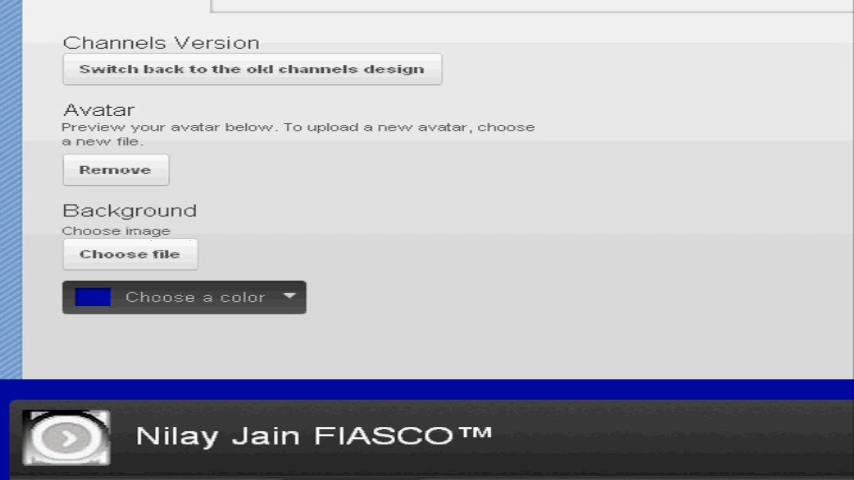 Channels Version
Switch back to the old channels design
Avatar
Preview your avatar below. To upload a new avatar, choose
a new file.
Remove
Background
Choose image
Choose file
Choose a color
Nilay Jain FIASCO™